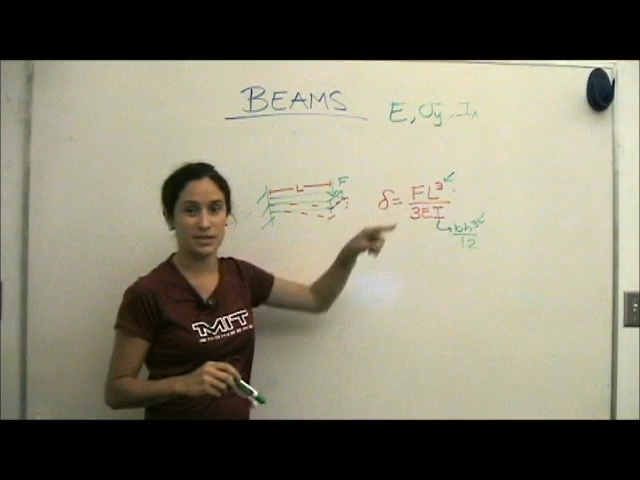 BEAMS
E, σy, Ix
L
F
δ = FL³
3EI
bh³
12
MIT